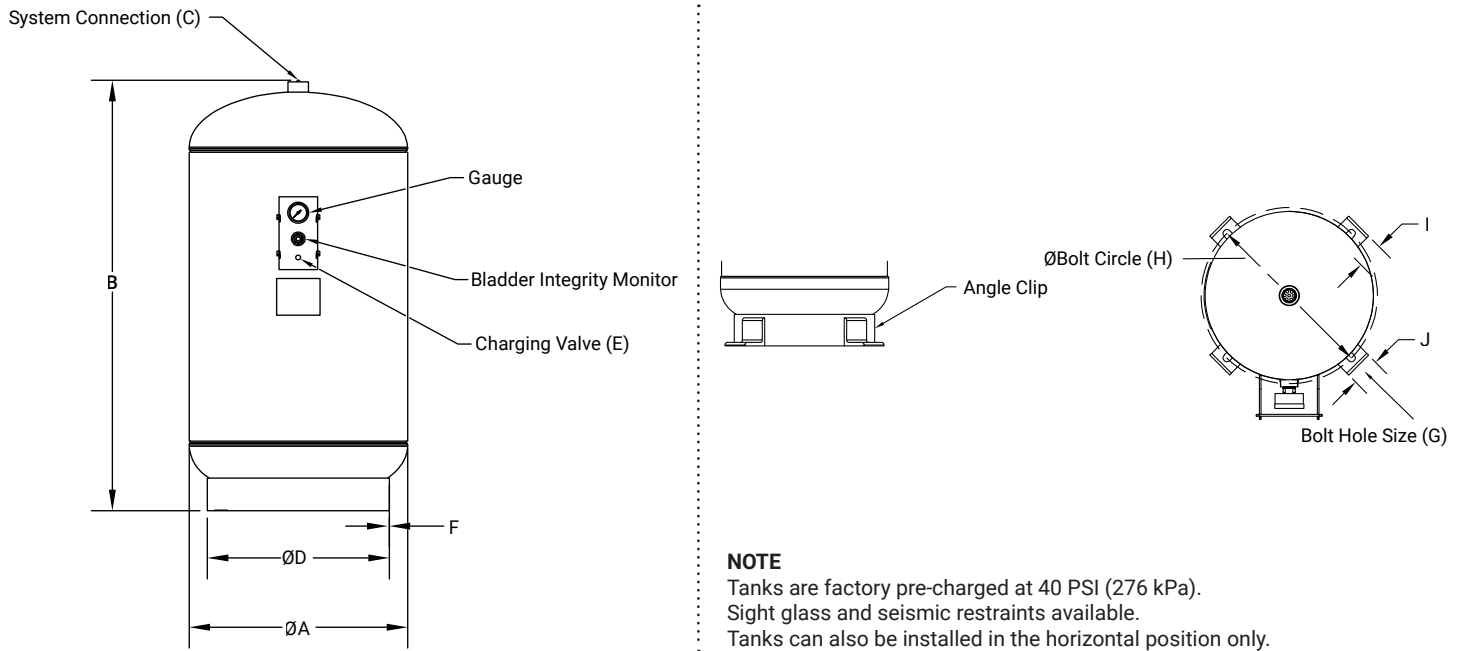 System Connection (C)
B
Gauge
Bladder Integrity Monitor
Charging Valve (E)
F
ØD
ØA
Angle Clip
ØBolt Circle (H)
I
J
Bolt Hole Size (G)
NOTE
Tanks are factory pre-charged at 40 PSI (276 kPa).
Sight glass and seismic restraints available.
Tanks can also be installed in the horizontal position only.